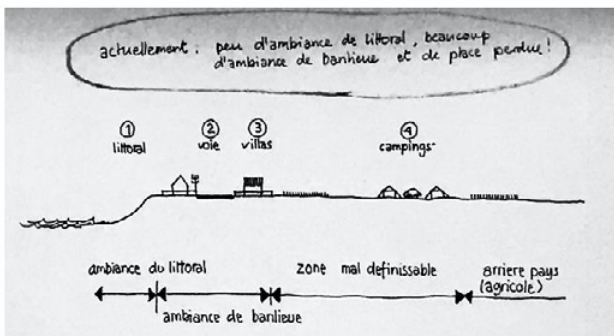 actuellement: peu d'ambiance de littoral, beaucoup
d'ambiance de banlieue et de place perdue!
① ② ③ ④
littoral voie villas campings
ambiance du littoral zone mal definissable arriere pays
(agricole)
ambiance de banlieue